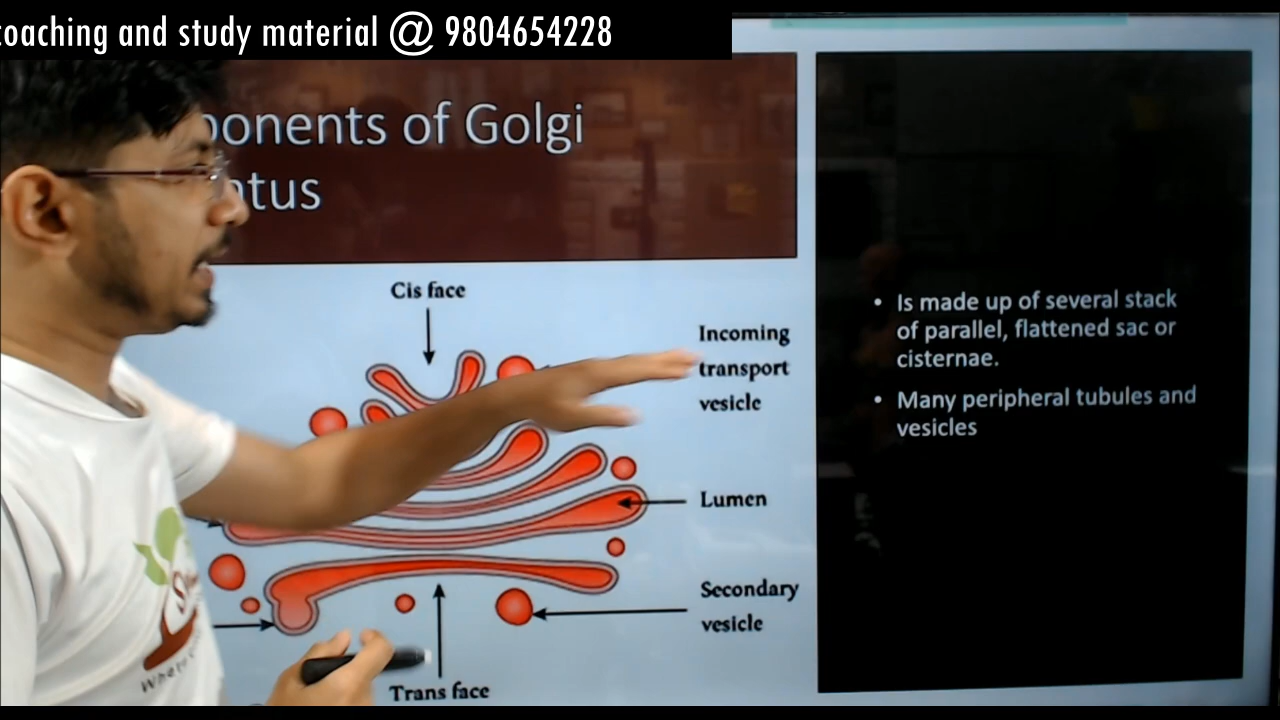 coaching and study material @ 9804654228
ponents of Golgi
ntus
Cis face
Incoming
transport
vesicle
Lumen
Secondary
vesicle
Trans face
• Is made up of several stack
of parallel, flattened sac or
cisternae.
• Many peripheral tubules and
vesicles